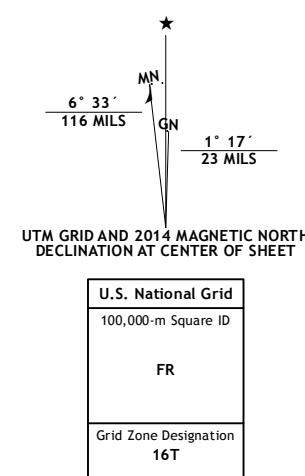 ★
MN.
6° 33´
116 MILS
GN
1° 17´
23 MILS
UTM GRID AND 2014 MAGNETIC NORTH
DECLINATION AT CENTER OF SHEET
U.S. National Grid
100,000-m Square ID
FR
Grid Zone Designation
16T